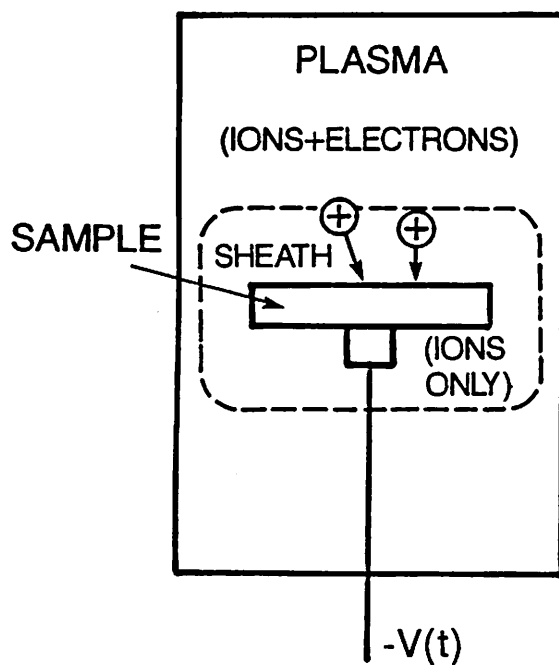 PLASMA
(IONS+ELECTRONS)
+
+
SAMPLE
SHEATH
(IONS
ONLY)
-V(t)